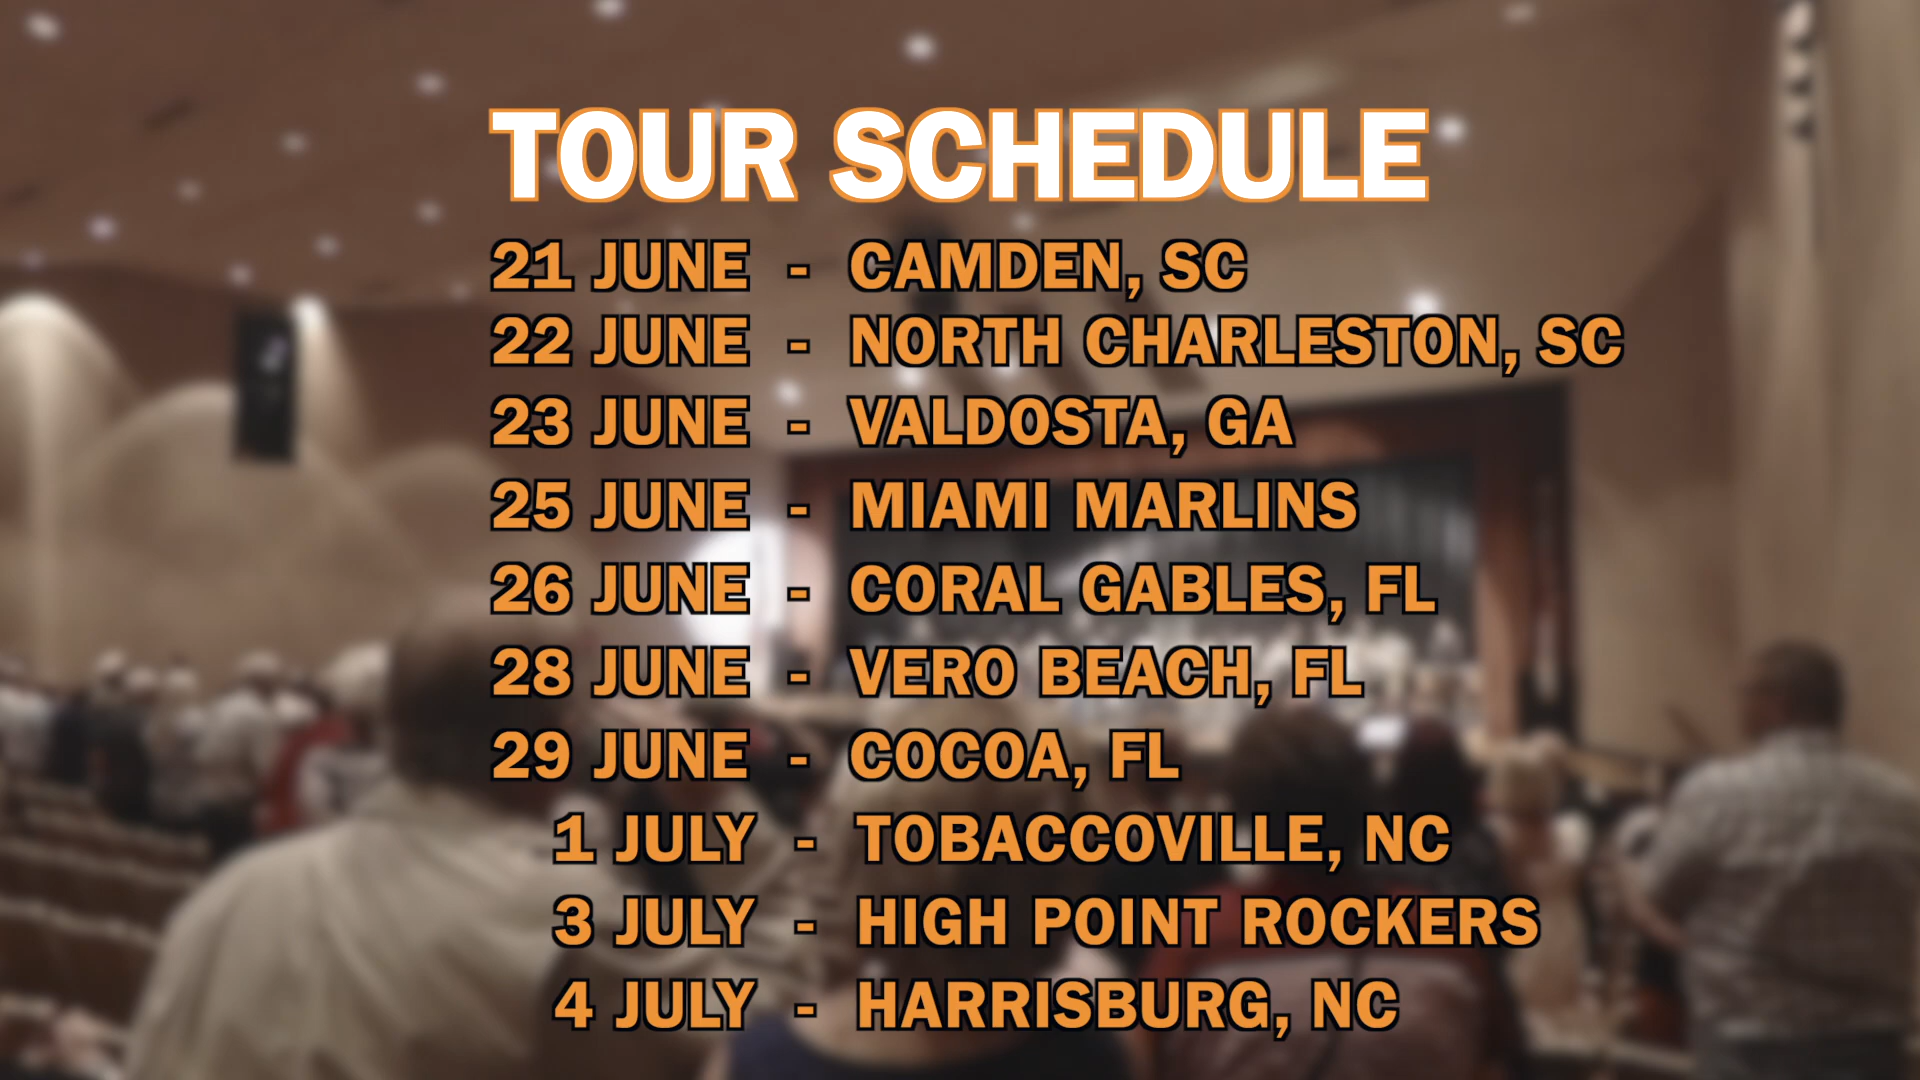 TOUR SCHEDULE
21 JUNE - CAMDEN, SC
22 JUNE - NORTH CHARLESTON, SC
23 JUNE - VALDOSTA, GA
25 JUNE - MIAMI MARLINS
26 JUNE - CORAL GABLES, FL
28 JUNE - VERO BEACH, FL
29 JUNE - COCOA, FL
1 JULY - TOBACCOVILLE, NC
3 JULY - HIGH POINT ROCKERS
4 JULY - HARRISBURG, NC